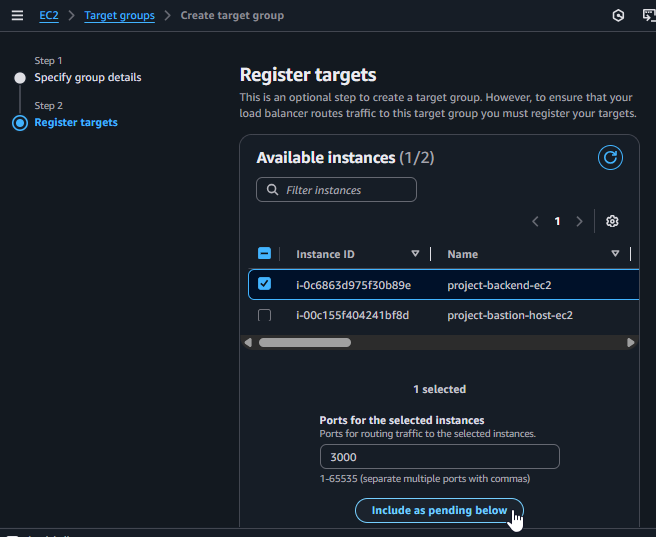 EC2 > Target groups > Create target group
Step 1
Specify group details
Step 2
Register targets
Register targets
This is an optional step to create a target group. However, to ensure that your
load balancer routes traffic to this target group you must register your targets.
Available instances (1/2)
Filter instances
1
Instance ID Name
i-0c6863d975f30b89e project-backend-ec2
i-00c155f404241bf8d project-bastion-host-ec2
1 selected
Ports for the selected instances
Ports for routing traffic to the selected instances.
3000
1-65535 (separate multiple ports with commas)
Include as pending below